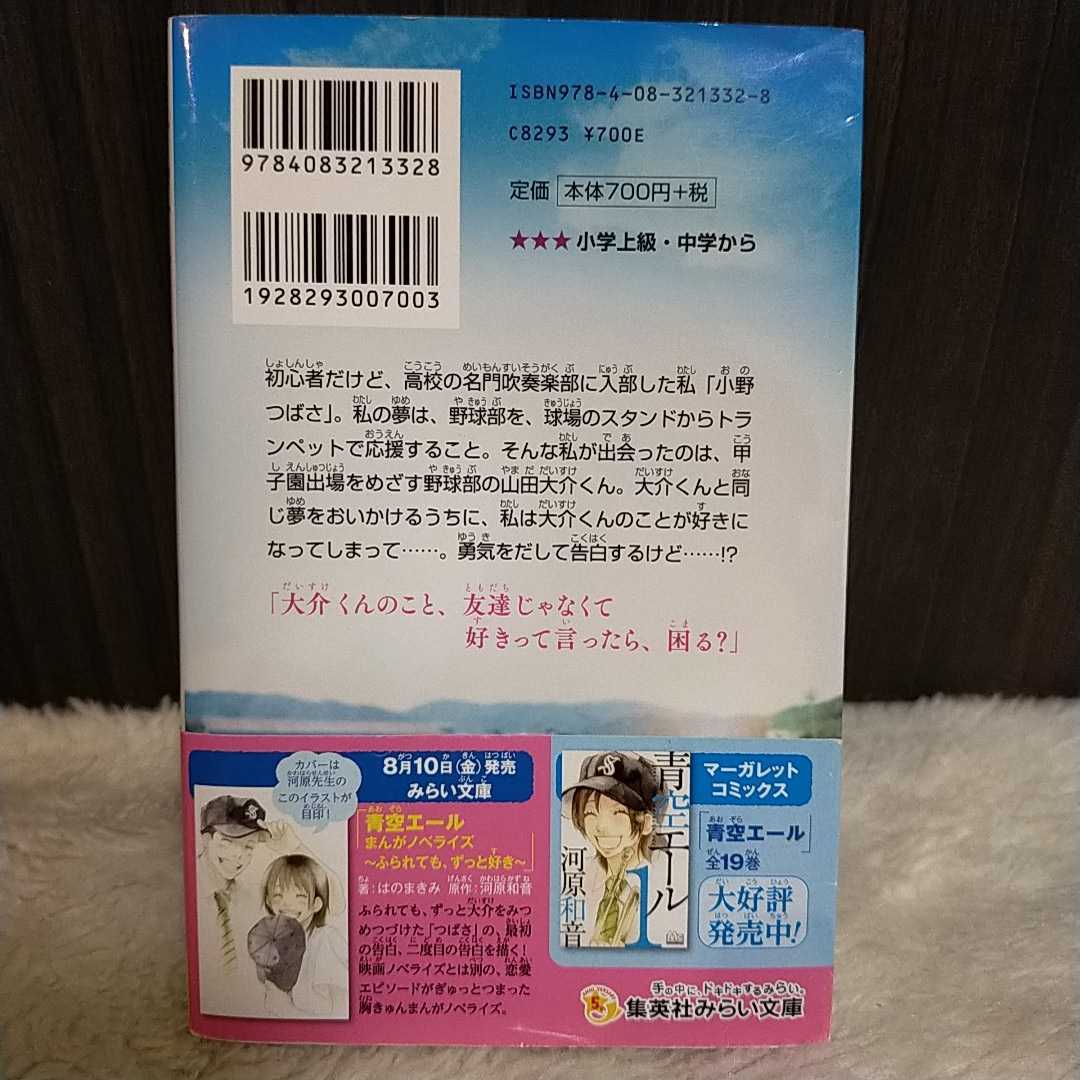 9784083213328
1928293007003
ISBN978-4-08-321332-8
C8293 ¥700E
定価 本体700円+税
★★★小学上級・中学から
初心者だけど、高校の名門吹奏楽部に入部した私「小野
つばさ」。私の夢は、野球部を、球場のスタンドからトラ
ンペットで応援すること。そんな私が出会ったのは、甲
子園出場をめざす野球部の山田大介くん。大介くんと同
じ夢をおいかけるうちに、私は大介くんのことが好きに
なってしまって……。勇気をだして告白するけど……!?
「大介くんのこと、友達じゃなくて
好きって言ったら、困る?」
カバーは
河原先生の
このイラストが
目印!
8月10日(金)発売
みらい文庫
「青空エール
まんがノベライズ
〜ふられても、ずっと好き〜」
著:はのまきみ 原作:河原和音
ふられても、ずっと大介をみつ
めつづけた「つばさ」の、最初
の告白、二度目の告白を描く!
映画ノベライズとは別の、恋愛
エピソードがぎゅっとつまった
胸きゅんまんがノベライズ。
青空エール
1
河原和音
マーガレット
コミックス
「青空エール」
全19巻
大好評
発売中!
手の中に、ドキドキするみらい。
集英社みらい文庫